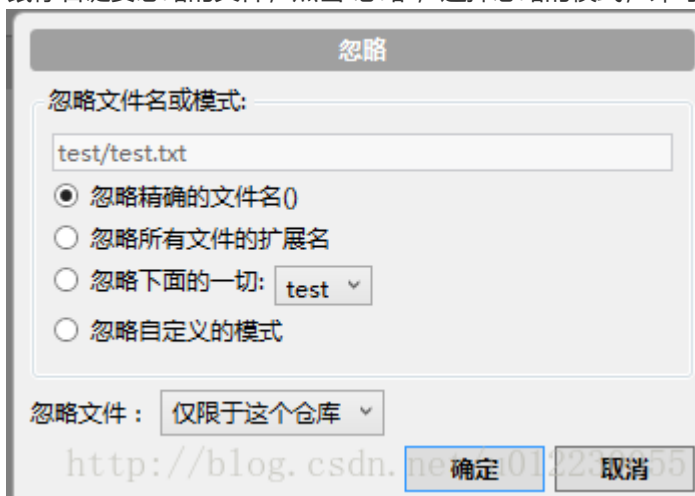 忽略
忽略文件名或模式:
test/test.txt
忽略精确的文件名()
忽略所有文件的扩展名
忽略下面的一切: test
忽略自定义的模式
忽略文件： 仅限于这个仓库
确定 取消
http://blog.csdn.net/u012230055